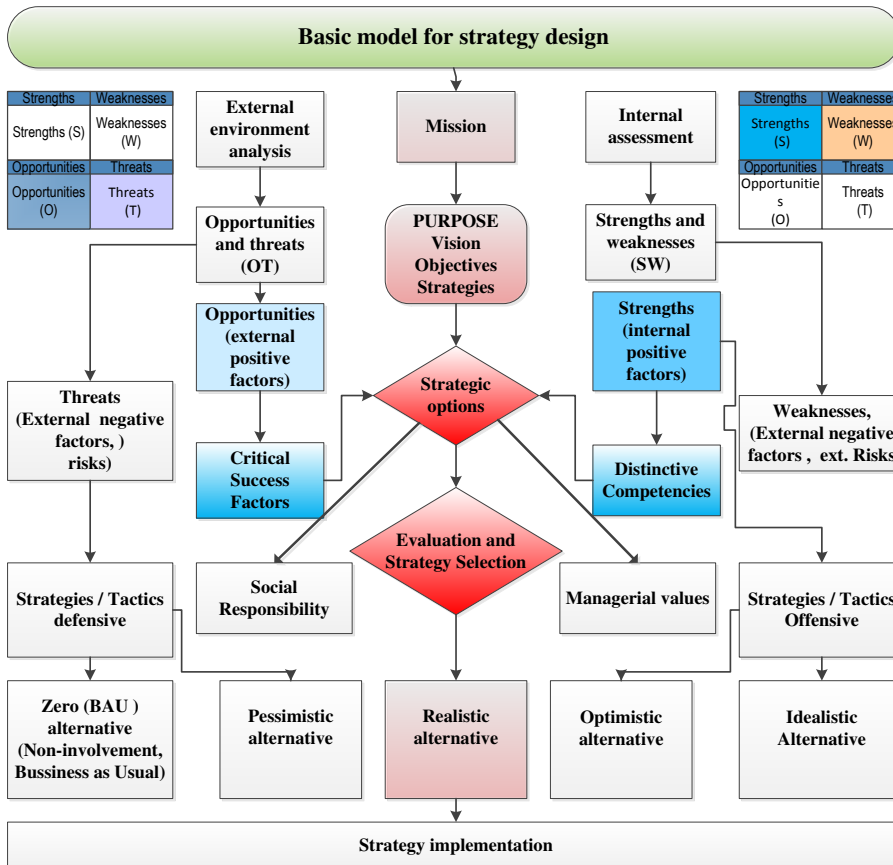 Basic model for strategy design
Strengths Weaknesses
Strengths (S)
Weaknesses
(W)
Opportunities Threats
Opportunities
(O)
Threats
(T)
External
environment
analysis
Mission
Internal
assessment
Strengths Weaknesses
Strengths
(S)
Weaknesses
(W)
Opportunities Threats
Opportunitie
s
(O)
Threats
(T)
Opportunities
and threats
(OT)
PURPOSE
Vision
Objectives
Strategies
Strengths and
weaknesses
(SW)
Opportunities
(external
positive
factors)
Strengths
(internal
positive
factors)
Threats
(External negative
factors, )
risks)
Strategic
options
Weaknesses,
(External negative
factors , ext. Risks
Critical
Success
Factors
Distinctive
Competencies
Evaluation and
Strategy Selection
Strategies / Tactics
defensive
Social
Responsibility
Managerial values
Strategies / Tactics
Offensive
Zero (BAU )
alternative
(Non-involvement,
Bussiness as Usual)
Pessimistic
alternative
Realistic
alternative
Optimistic
alternative
Idealistic
Alternative
Strategy implementation